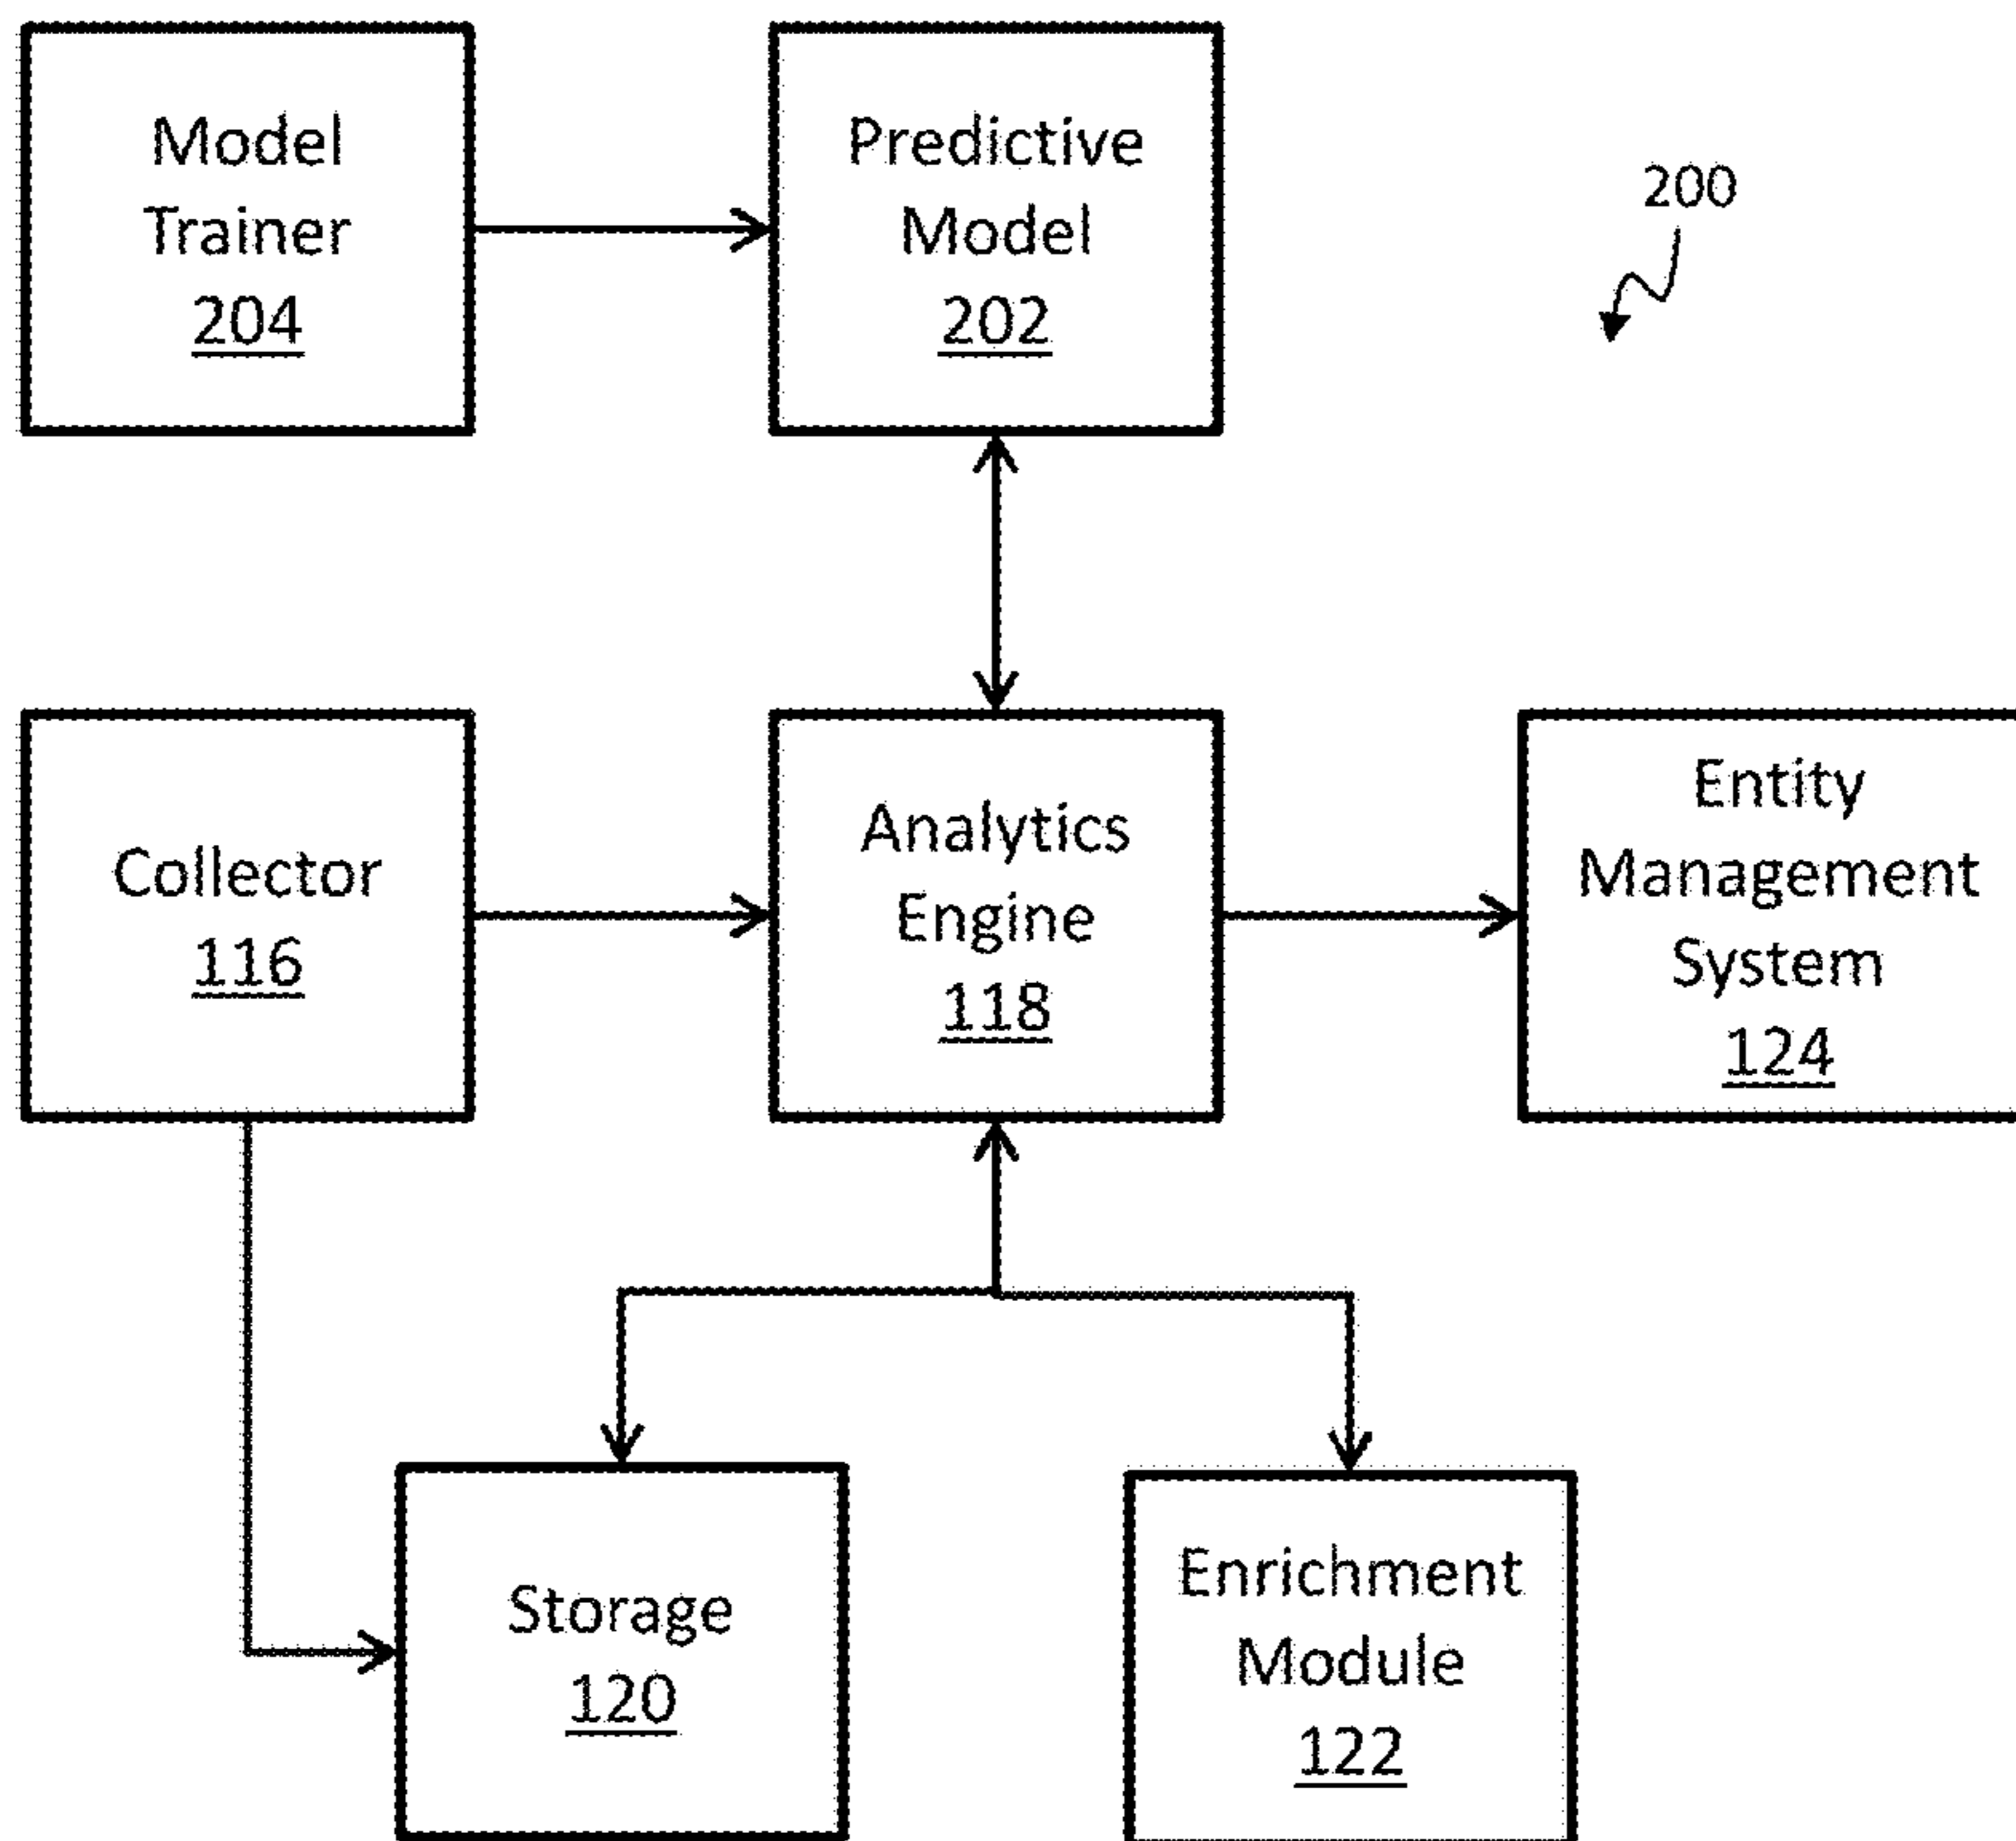 Model
Trainer
204
Predictive
Model
202
200
Collector
116
Analytics
Engine
118
Entity
Management
System
124
Storage
120
Enrichment
Module
122